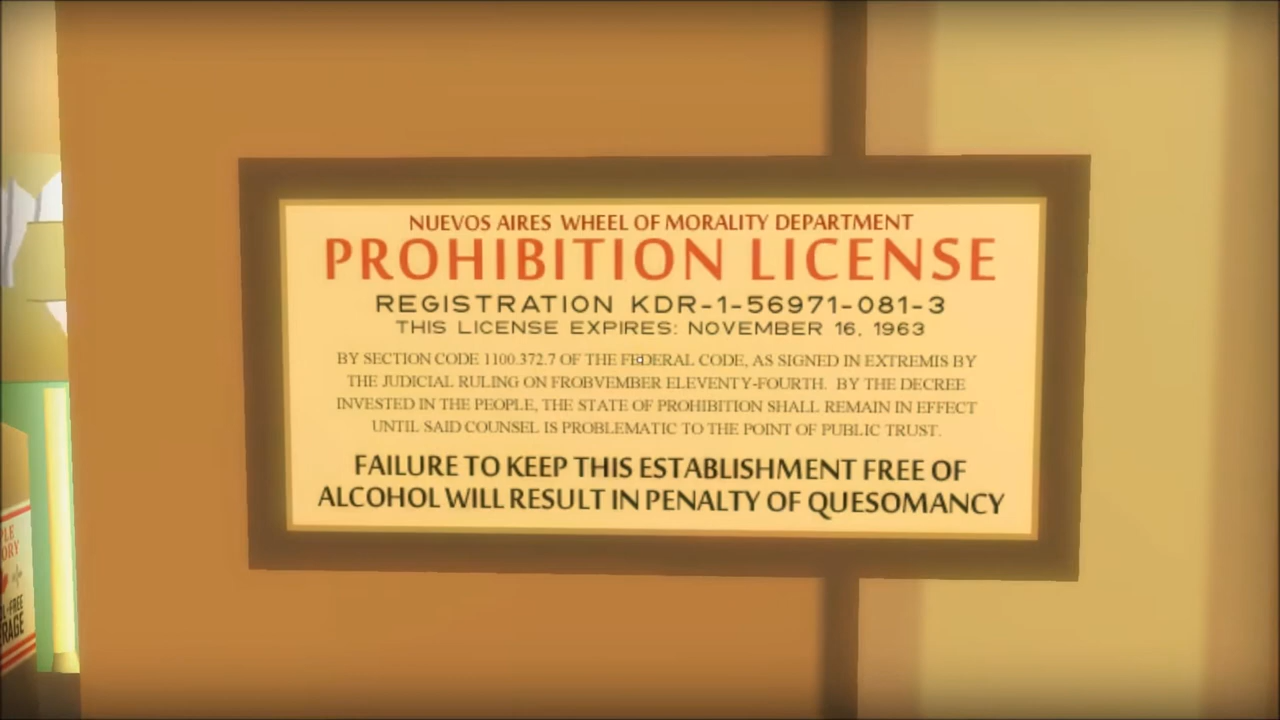 NUEVOS AIRES WHEEL OF MORALITY DEPARTMENT
PROHIBITION LICENSE
REGISTRATION KDR-1-56971-081-3
THIS LICENSE EXPIRES: NOVEMBER 16, 1963
BY SECTION CODE 1100.372.7 OF THE FEDERAL CODE, AS SIGNED IN EXTREMIS BY
THE JUDICIAL RULING ON FROBVEMBER ELEVENTY-FOURTH. BY THE DECREE
INVESTED IN THE PEOPLE, THE STATE OF PROHIBITION SHALL REMAIN IN EFFECT
UNTIL SAID COUNSEL IS PROBLEMATIC TO THE POINT OF PUBLIC TRUST.
FAILURE TO KEEP THIS ESTABLISHMENT FREE OF
ALCOHOL WILL RESULT IN PENALTY OF QUESOMANCY